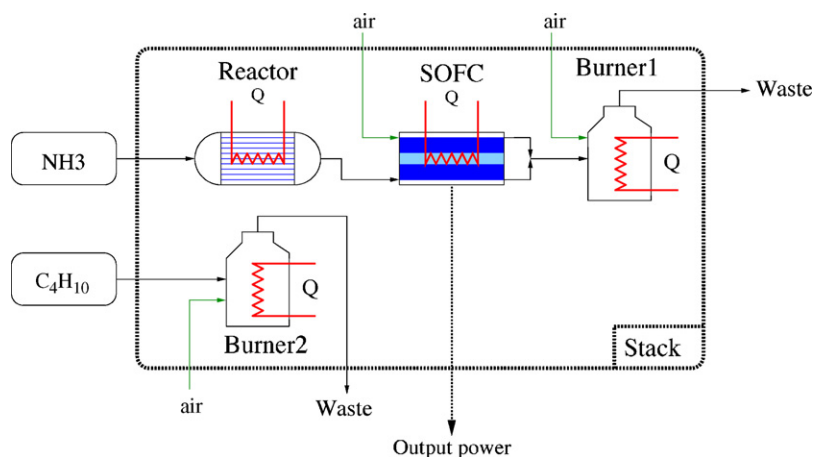 air
air
Reactor
SOFC
Burner1
Q
Q
Waste
NH3
Q
C₄H₁₀
Q
Burner2
Stack
air
Waste
Output power